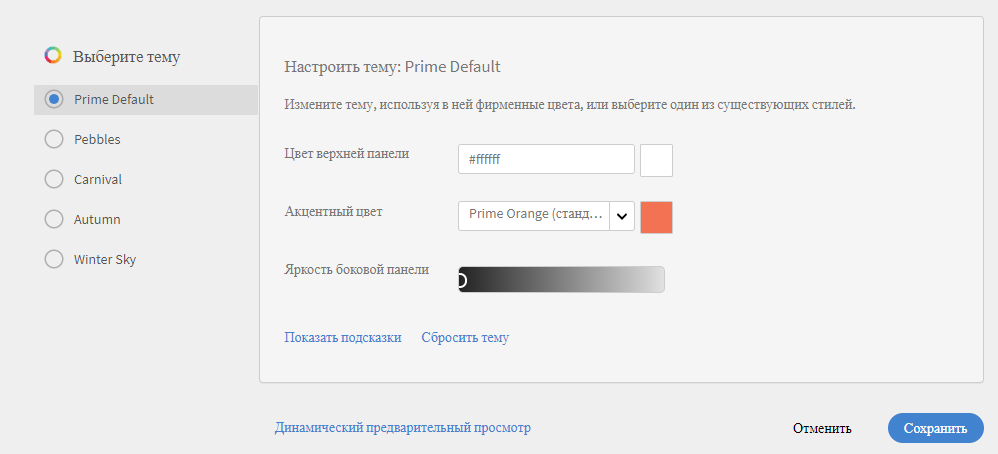 Выберите тему
Prime Default
Pebbles
Carnival
Autumn
Winter Sky
Настроить тему: Prime Default
Измените тему, используя в ней фирменные цвета, или выберите один из существующих стилей.
Цвет верхней панели
#ffffff
Акцентный цвет
Prime Orange (станд…
Яркость боковой панели
Показать подсказки Сбросить тему
Динамический предварительный просмотр
Отменить
Сохранить